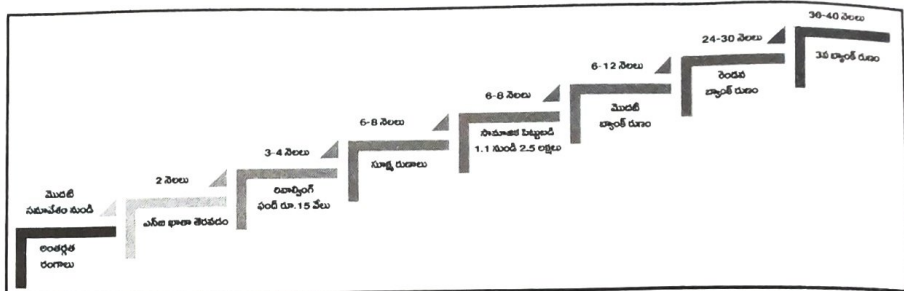 మొదటి
సమావేశం నుండి
అంతర్గత
రంగాలు
2 నెలలు
ఎస్‌బి ఖాతా తెరవడం
3-4 నెలలు
రివాల్వింగ్
ఫండ్ రూ.15 వేలు
6-8 నెలలు
సూక్ష్మ రుణాలు
6-8 నెలలు
సామాజిక పెట్టుబడి
1.1 నుండి 2.5 లక్షలు
6-12 నెలలు
మొదటి
బ్యాంక్ రుణం
24-30 నెలలు
రెండవ
బ్యాంక్ రుణం
36-40 నెలలు
3వ బ్యాంక్ రుణం